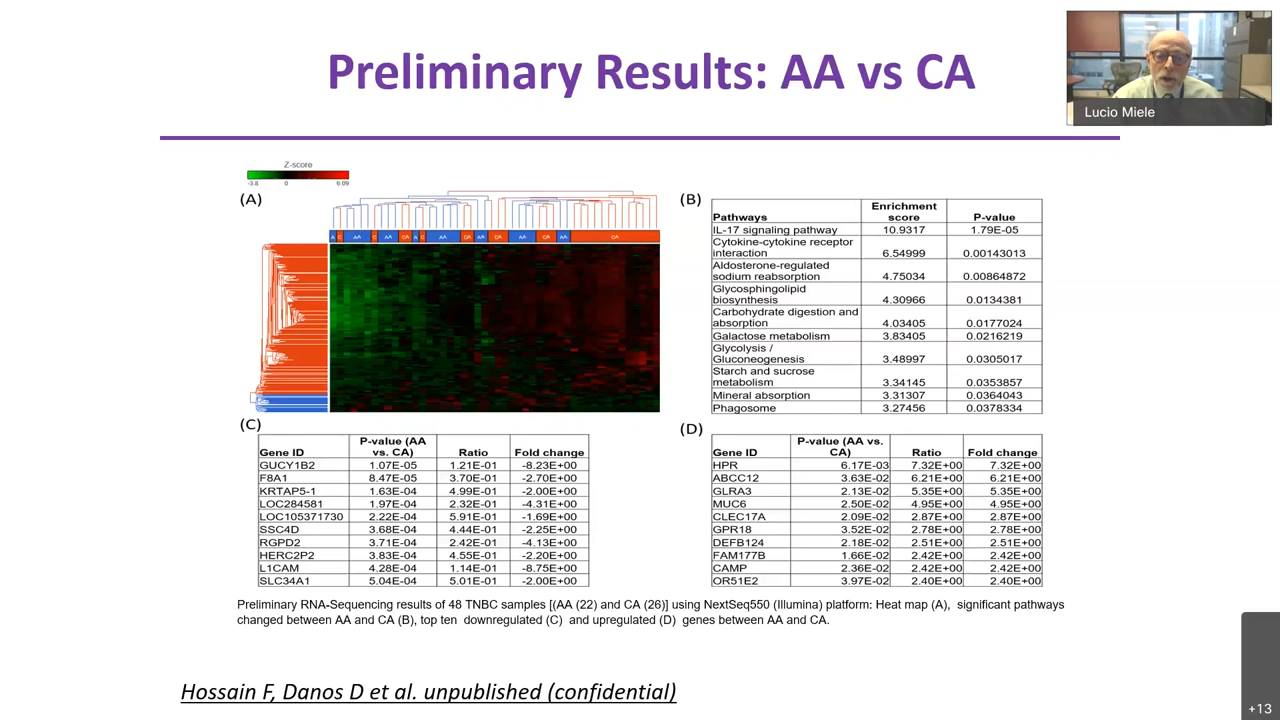 Preliminary Results: AA vs CA
Lucio Miele
Z-score
-3.8 0 6.09
(A)
A C AA C AA CA A C AA CA AA CA AA CA AA CA
(B)
Pathways Enrichment score P-value
IL-17 signaling pathway 10.9317 1.79E-05
Cytokine-cytokine receptor interaction 6.54999 0.00143013
Aldosterone-regulated sodium reabsorption 4.75034 0.00864872
Glycosphingolipid biosynthesis 4.30966 0.0134381
Carbohydrate digestion and absorption 4.03405 0.0177024
Galactose metabolism 3.83405 0.0216219
Glycolysis / Gluconeogenesis 3.48997 0.0305017
Starch and sucrose metabolism 3.34145 0.0353857
Mineral absorption 3.31307 0.0364043
Phagosome 3.27456 0.0378334
(C)
Gene ID P-value (AA vs. CA) Ratio Fold change
GUCY1B2 1.07E-05 1.21E-01 -8.23E+00
F8A1 8.47E-05 3.70E-01 -2.70E+00
KRTAP5-1 1.63E-04 4.99E-01 -2.00E+00
LOC284581 1.97E-04 2.32E-01 -4.31E+00
LOC105371730 2.22E-04 5.91E-01 -1.69E+00
SSC4D 3.68E-04 4.44E-01 -2.25E+00
RGPD2 3.71E-04 2.42E-01 -4.13E+00
HERC2P2 3.83E-04 4.55E-01 -2.20E+00
L1CAM 4.28E-04 1.14E-01 -8.75E+00
SLC34A1 5.04E-04 5.01E-01 -2.00E+00
(D)
Gene ID P-value (AA vs. CA) Ratio Fold change
HPR 6.17E-03 7.32E+00 7.32E+00
ABCC12 3.63E-02 6.21E+00 6.21E+00
GLRA3 2.13E-02 5.35E+00 5.35E+00
MUC6 2.50E-02 4.95E+00 4.95E+00
CLEC17A 2.09E-02 2.87E+00 2.87E+00
GPR18 3.52E-02 2.78E+00 2.78E+00
DEFB124 2.18E-02 2.51E+00 2.51E+00
FAM177B 1.66E-02 2.42E+00 2.42E+00
CAMP 2.36E-02 2.42E+00 2.42E+00
OR51E2 3.97E-02 2.40E+00 2.40E+00
Preliminary RNA-Sequencing results of 48 TNBC samples [(AA (22) and CA (26)] using NextSeq550 (Illumina) platform: Heat map (A), significant pathways
changed between AA and CA (B), top ten downregulated (C) and upregulated (D) genes between AA and CA.
Hossain F, Danos D et al. unpublished (confidential)
+13